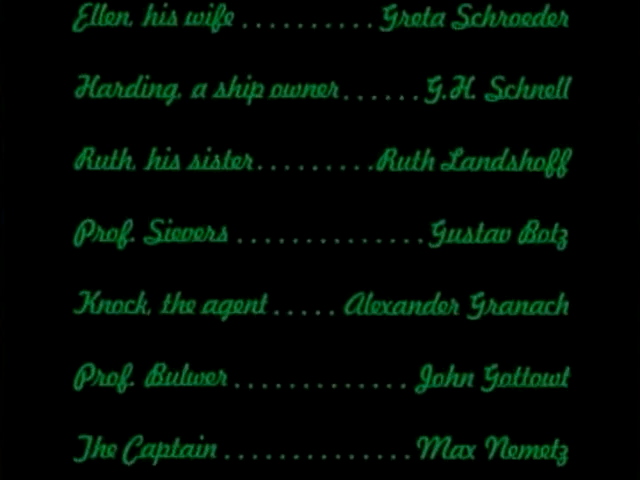 Ellen, his wife .......... Greta Schroeder
Harding, a ship owner ...... G.H. Schnell
Ruth, his sister ......... Ruth Landshoff
Prof. Sievers .............. Gustav Botz
Knock, the agent ..... Alexander Granach
Prof. Bulwer ............. John Gottowt
The Captain .............. Max Nemetz